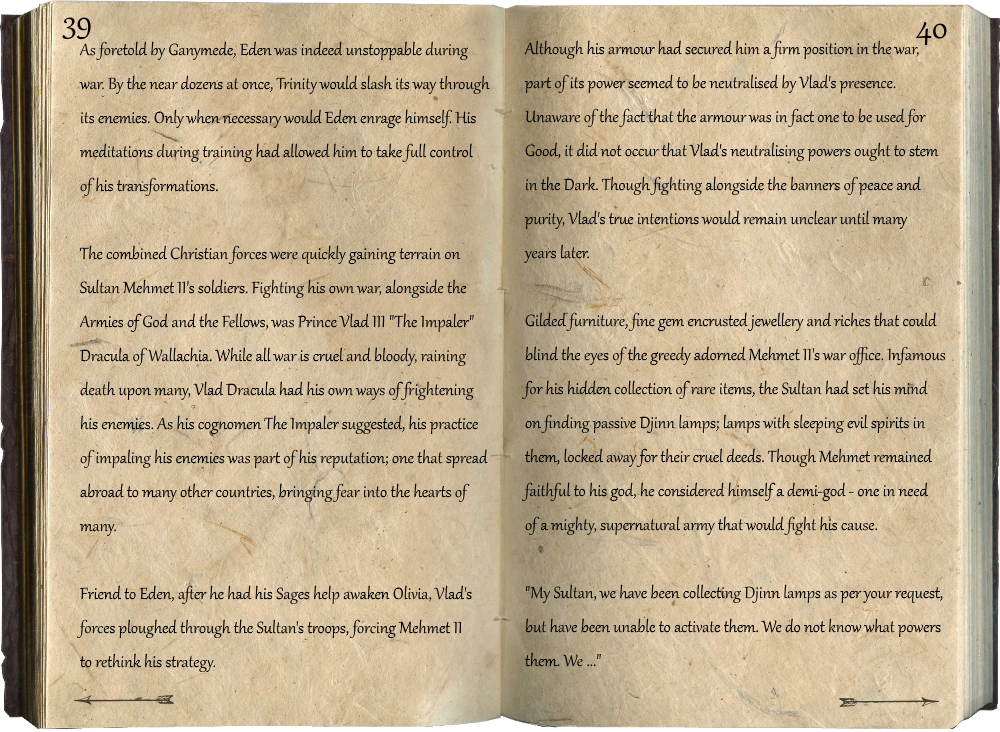 39
As foretold by Ganymede, Eden was indeed unstoppable during
war. By the near dozens at once, Trinity would slash its way through
its enemies. Only when necessary would Eden enrage himself. His
meditations during training had allowed him to take full control
of his transformations.
The combined Christian forces were quickly gaining terrain on
Sultan Mehmet II's soldiers. Fighting his own war, alongside the
Armies of God and the Fellows, was Prince Vlad III "The Impaler"
Dracula of Wallachia. While all war is cruel and bloody, raining
death upon many, Vlad Dracula had his own ways of frightening
his enemies. As his cognomen The Impaler suggested, his practice
of impaling his enemies was part of his reputation; one that spread
abroad to many other countries, bringing fear into the hearts of
many.
Friend to Eden, after he had his Sages help awaken Olivia, Vlad's
forces ploughed through the Sultan's troops, forcing Mehmet II
to rethink his strategy.
40
Although his armour had secured him a firm position in the war,
part of its power seemed to be neutralised by Vlad's presence.
Unaware of the fact that the armour was in fact one to be used for
Good, it did not occur that Vlad's neutralising powers ought to stem
in the Dark. Though fighting alongside the banners of peace and
purity, Vlad's true intentions would remain unclear until many
years later.
Gilded furniture, fine gem encrusted jewellery and riches that could
blind the eyes of the greedy adorned Mehmet II's war office. Infamous
for his hidden collection of rare items, the Sultan had set his mind
on finding passive Djinn lamps; lamps with sleeping evil spirits in
them, locked away for their cruel deeds. Though Mehmet remained
faithful to his god, he considered himself a demi-god - one in need
of a mighty, supernatural army that would fight his cause.
"My Sultan, we have been collecting Djinn lamps as per your request,
but have been unable to activate them. We do not know what powers
them. We ..."